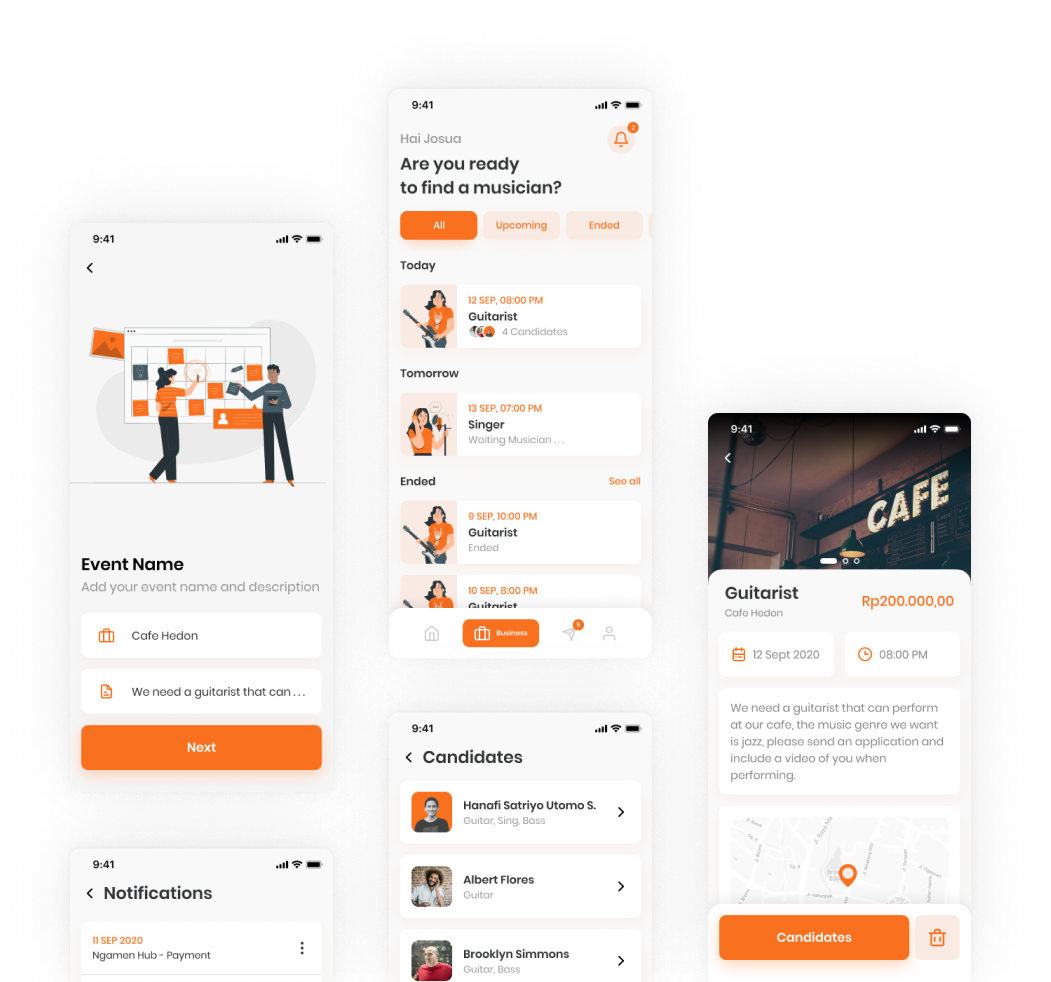 9:41
Event Name
Add your event name and description
Cafe Hedon
We need a guitarist that can . . .
Next
9:41
Notifications
11 SEP 2020
Ngamen Hub - Payment
9:41
Hai Josua
2
Are you ready
to find a musician?
All
Upcoming
Ended
Today
12 SEP, 08:00 PM
Guitarist
4 Candidates
Tomorrow
13 SEP, 07:00 PM
Singer
Waiting Musician . . .
Ended
See all
9 SEP, 10:00 PM
Guitarist
Ended
10 SEP, 8:00 PM
Guitarist
Business
5
9:41
Candidates
Hanafi Satriyo Utomo S.
Guitar, Sing, Bass
Albert Flores
Guitar
Brooklyn Simmons
Guitar, Bass
9:41
CAFE
Guitarist
Rp200.000,00
Cafe Hedon
12 Sept 2020
08:00 PM
We need a guitarist that can perform
at our cafe, the music genre we want
is jazz, please send an application and
include a video of you when
performing.
Candidates